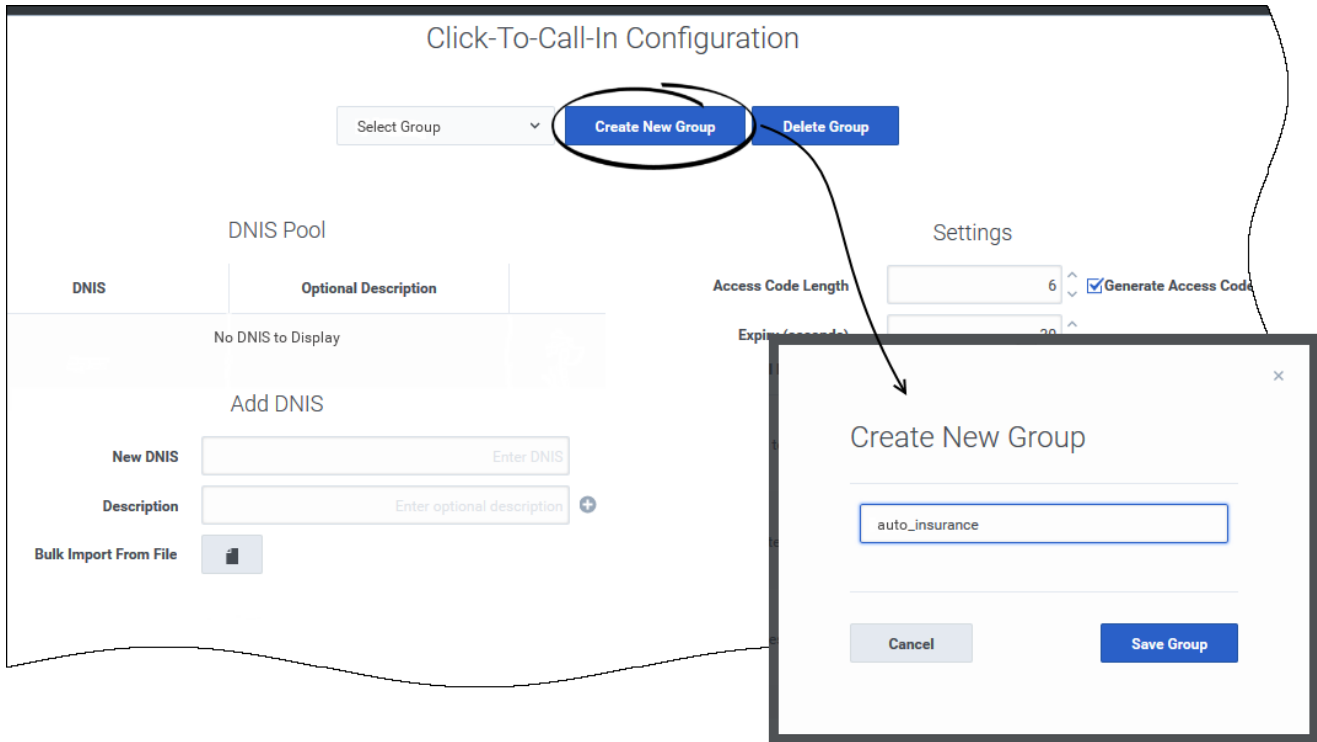 Click-To-Call-In Configuration
Select Group
Create New Group
Delete Group
DNIS Pool
Settings
DNIS
Optional Description
Access Code Length
6
Generate Access Code
No DNIS to Display
Add DNIS
New DNIS
Enter DNIS
Description
Enter optional description
Bulk Import From File
Create New Group
auto_insurance
Cancel
Save Group